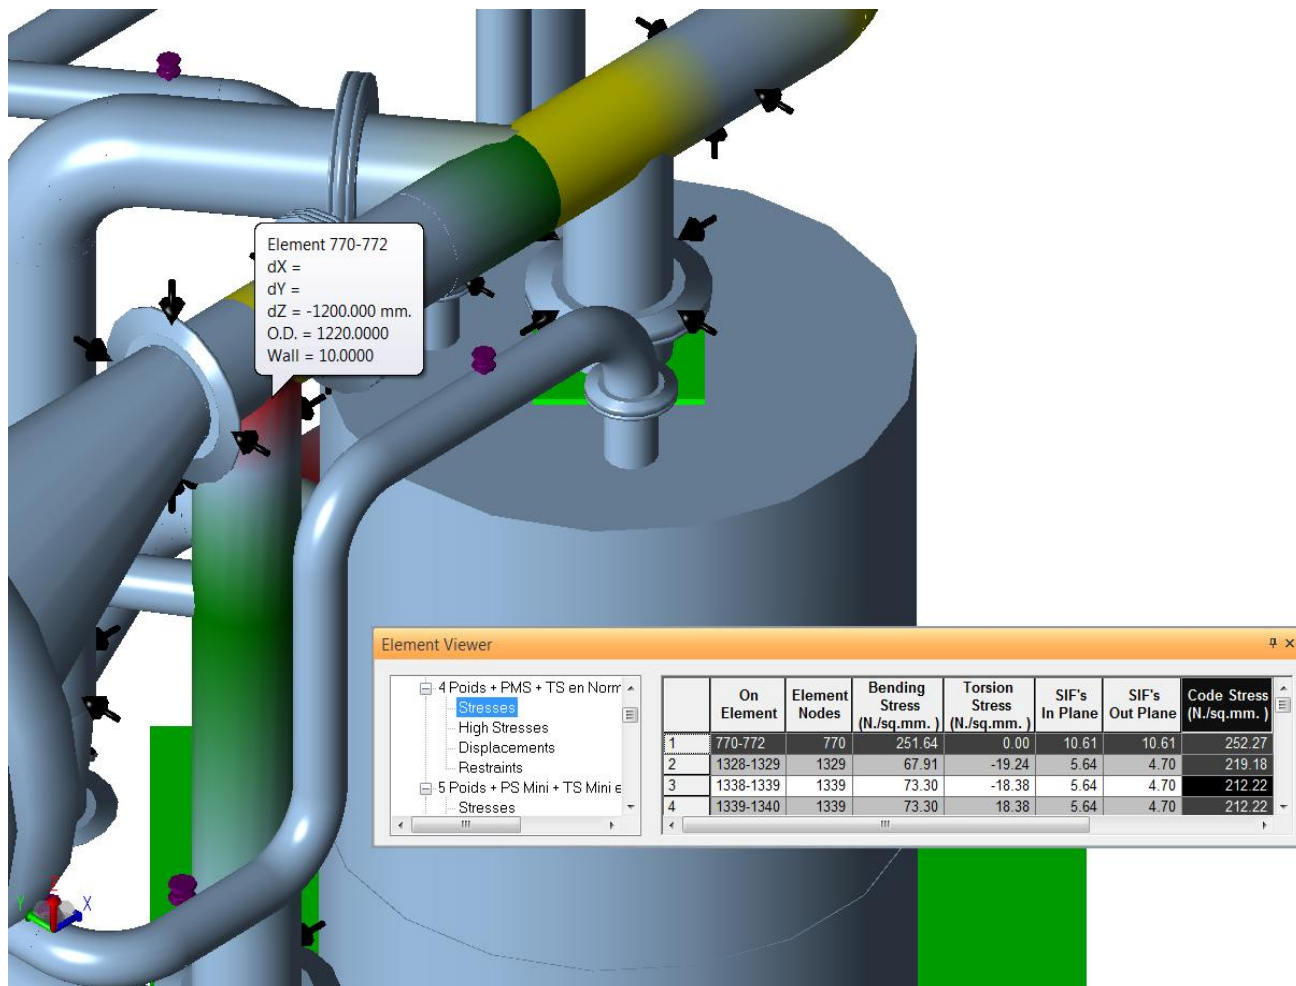 Element 770-772
dX =
dY =
dZ = -1200.000 mm.
O.D. = 1220.0000
Wall = 10.0000
Element Viewer
4 Poids + PMS + TS en Norm
Stresses
High Stresses
Displacements
Restraints
5 Poids + PS Mini + TS Mini e
Stresses
On Element Element Nodes Bending Stress (N./sq.mm. ) Torsion Stress (N./sq.mm. ) SIF's In Plane SIF's Out Plane Code Stress (N./sq.mm. )
1 770-772 770 251.64 0.00 10.61 10.61 252.27
2 1328-1329 1329 67.91 -19.24 5.64 4.70 219.18
3 1338-1339 1339 73.30 -18.38 5.64 4.70 212.22
4 1339-1340 1339 73.30 18.38 5.64 4.70 212.22
Y Z X